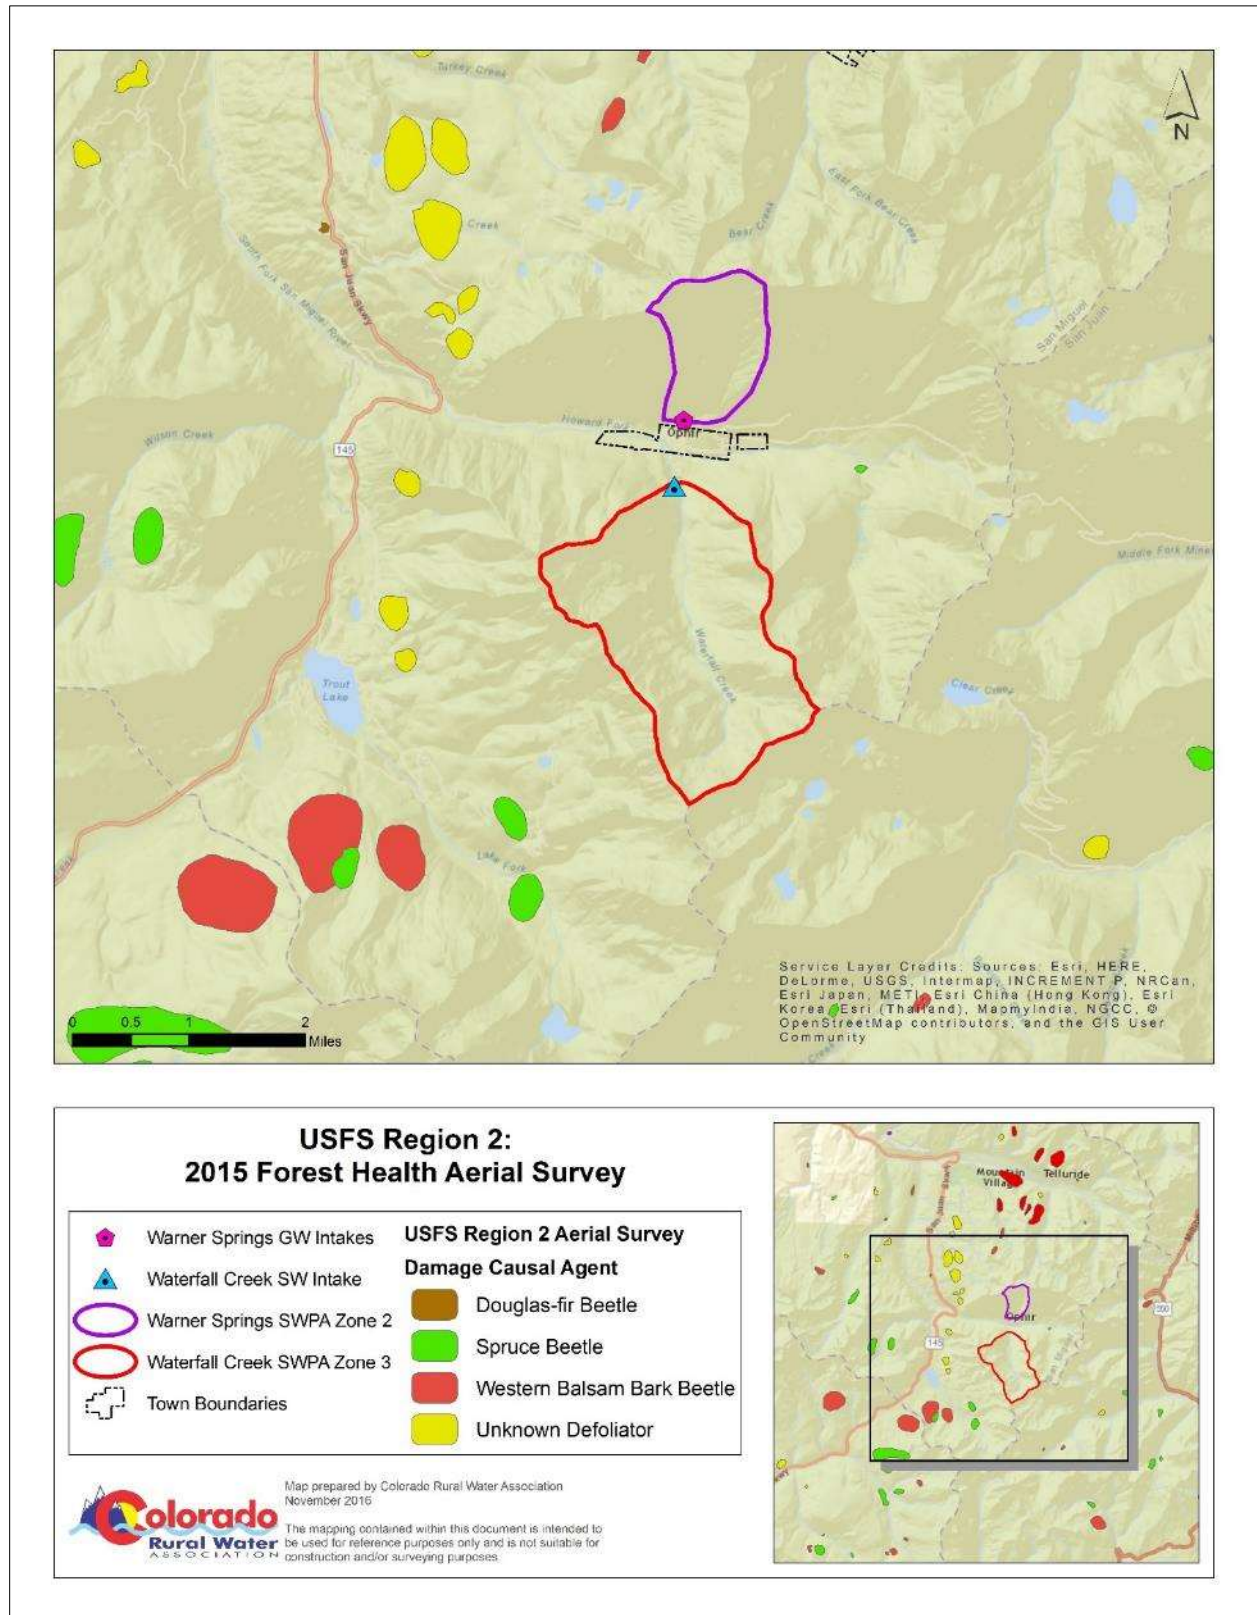 Turkey Creek
N
East Fork Bear Creek
Bear Creek
Creek
San Juan Skwy
South Fork San Miguel River
San Miguel
San Juan
Howard Fork
Ophir
Wilson Creek
145
Middle Fork Mine
Waterfall Creek
Trout
Lake
Clear Creek
Lake Fork
Creek
Service Layer Credits: Sources: Esri, HERE,
DeLorme, USGS, Intermap, INCREMENT P, NRCan,
Esri Japan, METI, Esri China (Hong Kong), Esri
Korea, Esri (Thailand), MapmyIndia, NGCC, ©
OpenStreetMap contributors, and the GIS User
Community
0 0.5 1 2
Miles
USFS Region 2:
2015 Forest Health Aerial Survey
Warner Springs GW Intakes
Waterfall Creek SW Intake
Warner Springs SWPA Zone 2
Waterfall Creek SWPA Zone 3
Town Boundaries
USFS Region 2 Aerial Survey
Damage Causal Agent
Douglas-fir Beetle
Spruce Beetle
Western Balsam Bark Beetle
Unknown Defoliator
Colorado
Rural Water
ASSOCIATION
Map prepared by Colorado Rural Water Association
November 2016
The mapping contained within this document is intended to
be used for reference purposes only and is not suitable for
construction and/or surveying purposes.
Mountain
Village
Telluride
San Juan Skwy
Ophir
145
550